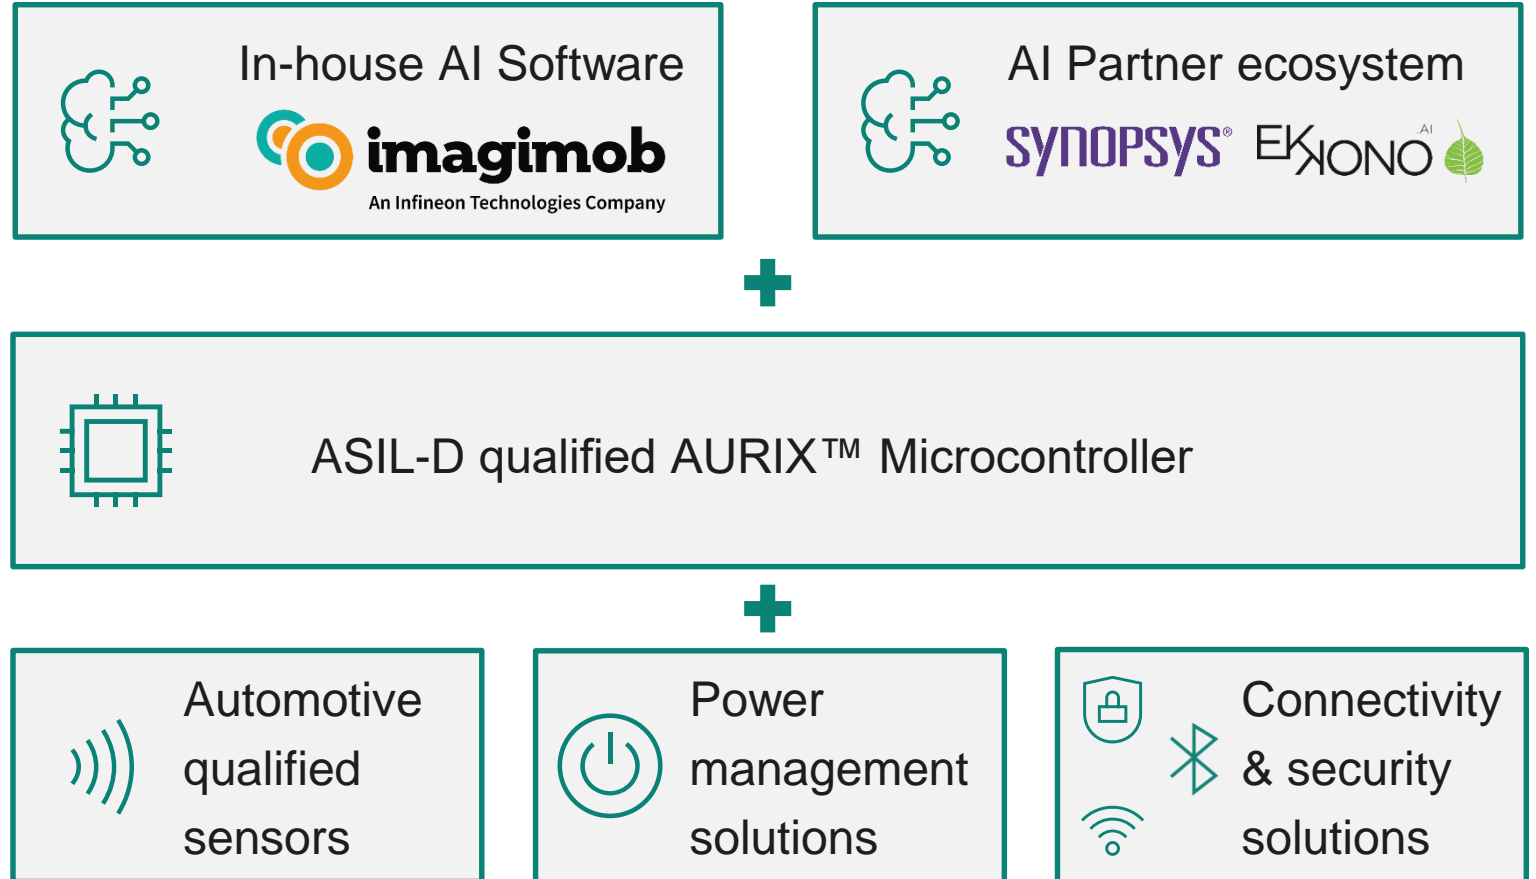 In-house AI Software
imagimob
An Infineon Technologies Company
AI Partner ecosystem
SYNOPSYS®
EKKONO
.AI
ASIL-D qualified AURIX™ Microcontroller
Automotive
qualified
sensors
Power
management
solutions
Connectivity
& security
solutions